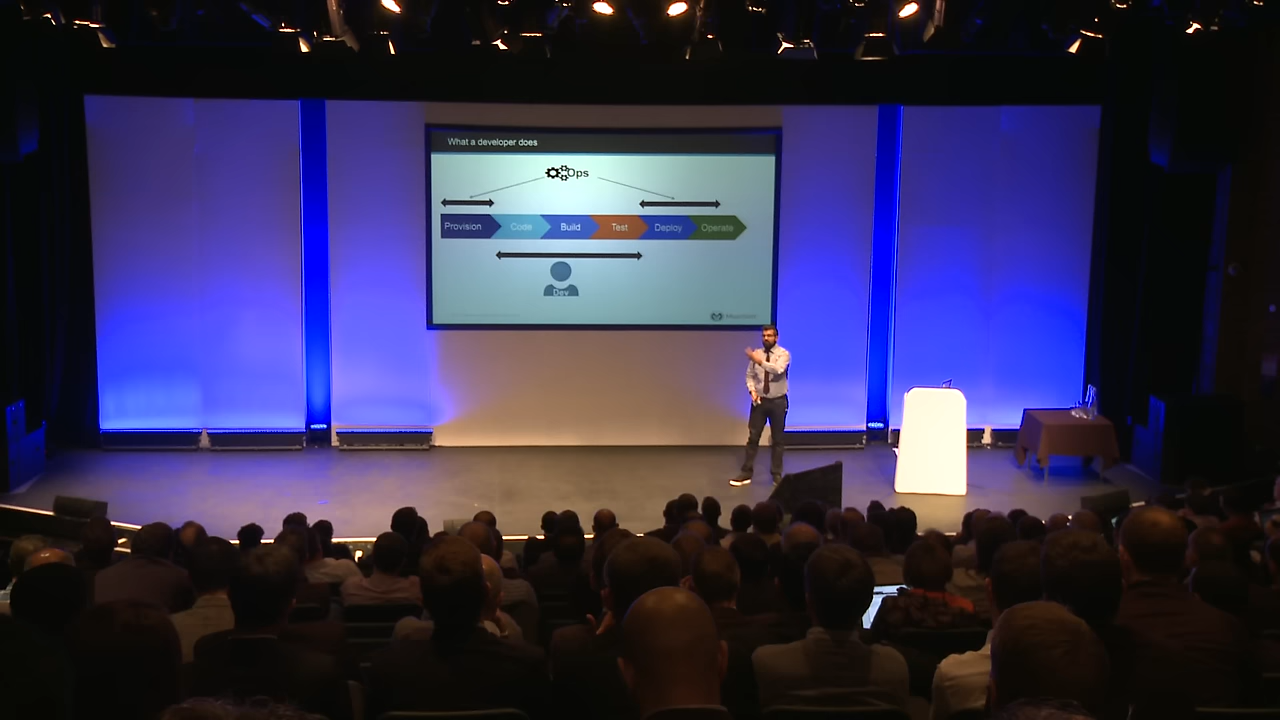 What a developer does
Ops
Provision Code Build Test Deploy Operate
Dev